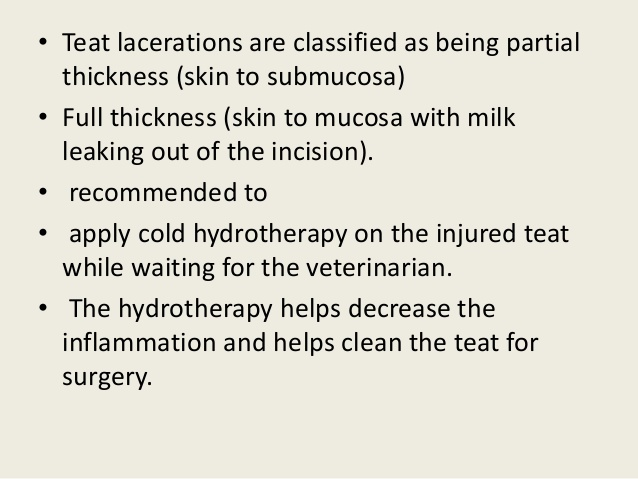 • Teat lacerations are classified as being partial
thickness (skin to submucosa)
• Full thickness (skin to mucosa with milk
leaking out of the incision).
• recommended to
• apply cold hydrotherapy on the injured teat
while waiting for the veterinarian.
• The hydrotherapy helps decrease the
inflammation and helps clean the teat for
surgery.